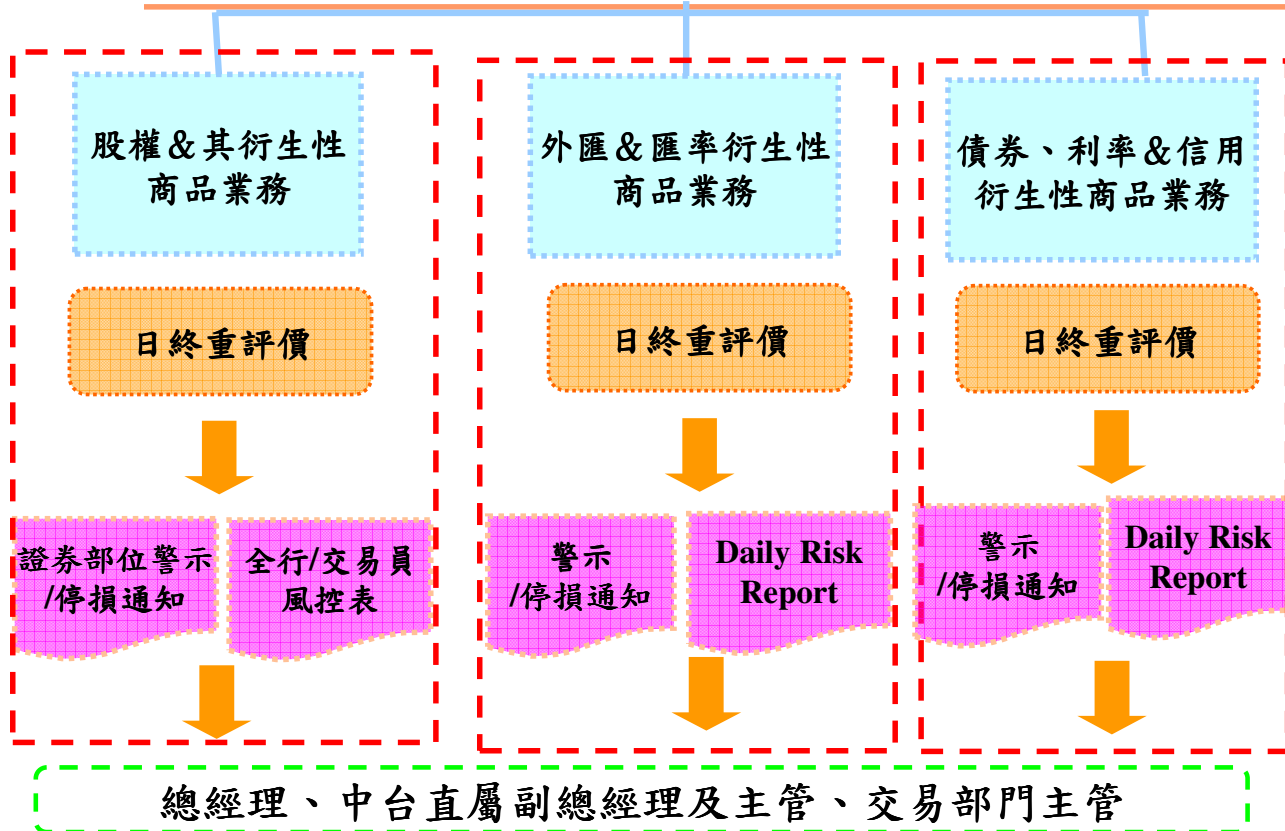 股權＆其衍生性
商品業務
外匯＆匯率衍生性
商品業務
債券、利率＆信用
衍生性商品業務
日終重評價
日終重評價
日終重評價
證券部位警示
/停損通知
全行/交易員
風控表
警示
/停損通知
Daily Risk
Report
警示
/停損通知
Daily Risk
Report
總經理、中台直屬副總經理及主管、交易部門主管